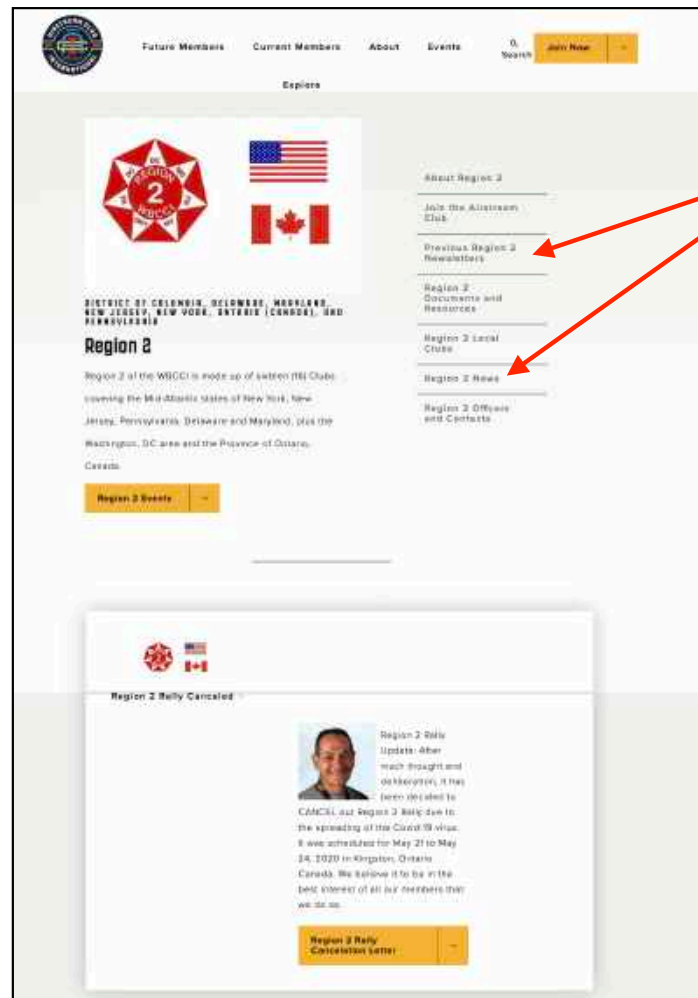 AIRSTREAM CLUB
INTERNATIONAL
Future Members
Current Members
About
Events
Search
Join Now
Explore
REGION
2
WBCCI
DC
About Region 2
Join the Airstream
Club
Previous Region 2
Newsletters
Region 2
Documents and
Resources
Region 2 Local
Clubs
Region 2 News
Region 2 Officers
and Contacts
DISTRICT OF COLUMBIA, DELAWARE, MARYLAND,
NEW JERSEY, NEW YORK, ONTARIO (CANADA), AND
PENNSYLVANIA
Region 2
Region 2 of the WBCCI is made up of sixteen (16) Clubs
covering the Mid-Atlantic states of New York, New
Jersey, Pennsylvania, Delaware and Maryland, plus the
Washington, DC area and the Province of Ontario,
Canada.
Region 2 Events
Region 2 Rally Canceled
Region 2 Rally
Update: After
much thought and
deliberation, it has
been decided to
CANCEL our Region 2 Rally due to
the spreading of the Covid 19 virus.
It was scheduled for May 21 to May
24, 2020 in Kingston, Ontario
Canada. We believe it to be in the
best interest of all our members that
we do so.
Region 2 Rally
Cancelation Letter